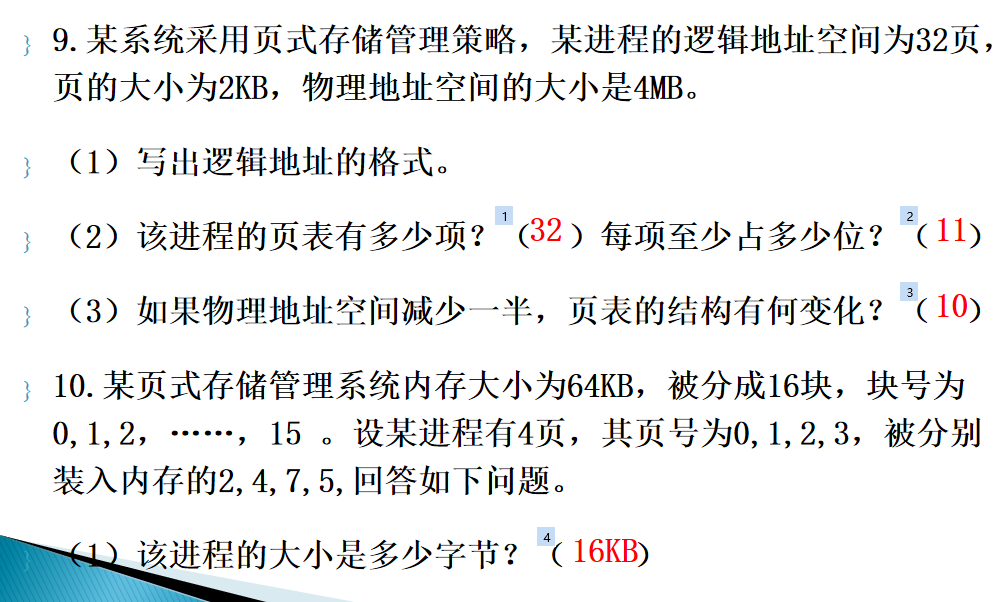 9.某系统采用页式存储管理策略，某进程的逻辑地址空间为32页，
页的大小为2KB，物理地址空间的大小是4MB。
（1）写出逻辑地址的格式。
（2）该进程的页表有多少项？1（32）每项至少占多少位？2（11）
（3）如果物理地址空间减少一半，页表的结构有何变化？3（10）
10.某页式存储管理系统内存大小为64KB，被分成16块，块号为
0,1,2，……，15 。设某进程有4页，其页号为0,1,2,3，被分别
装入内存的2,4,7,5,回答如下问题。
（1）该进程的大小是多少字节？4（16KB）